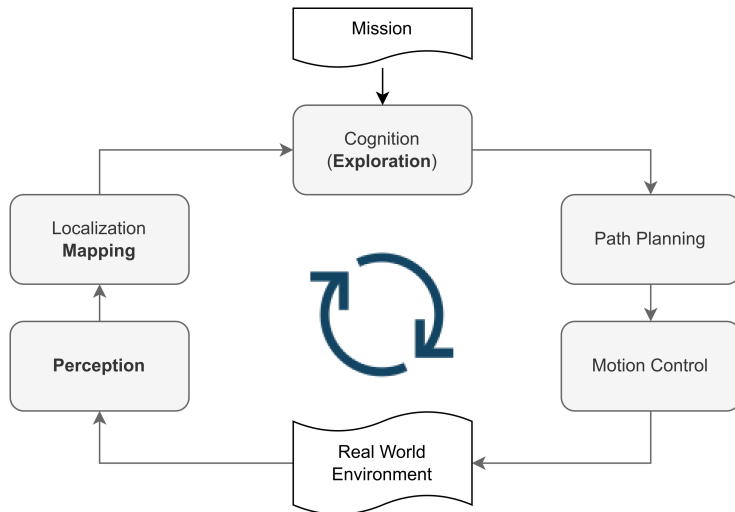 Mission
Cognition
(Exploration)
Localization
Mapping
Path Planning
Perception
Motion Control
Real World
Environment